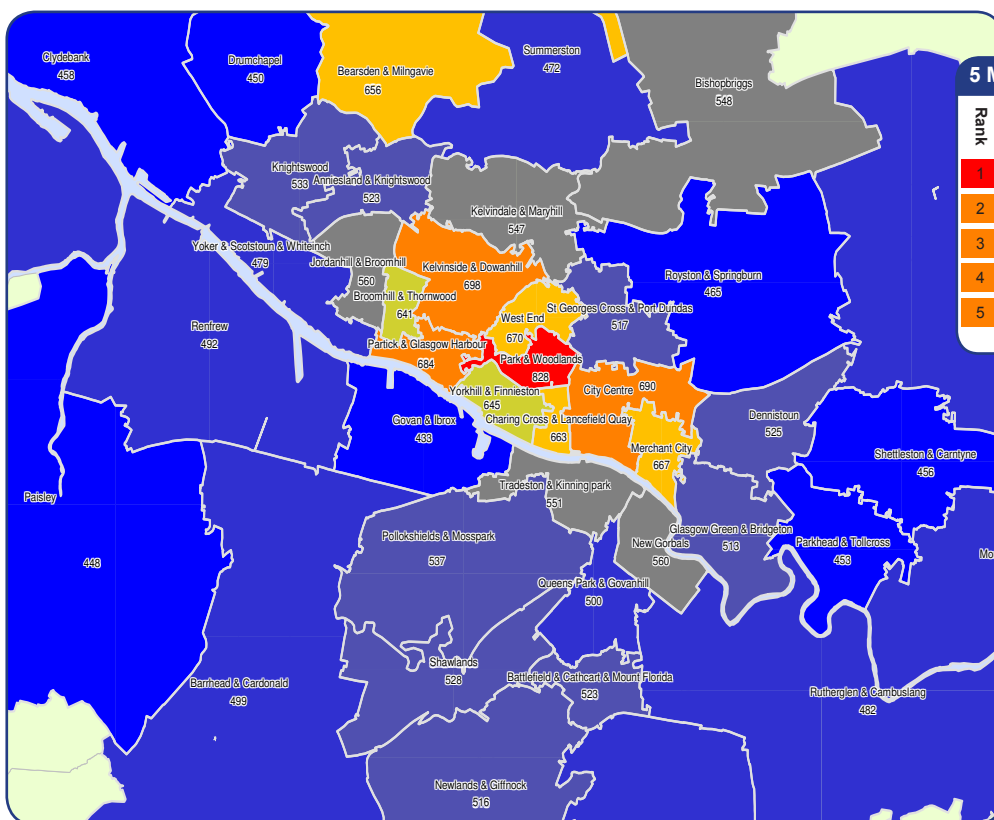 Clydebank
458
Drumchapel
450
Bearsden & Milngavie
656
Summerston
472
Bishopbriggs
548
5 M
Rank
1
2
3
4
5
Knightswood
533
Anniesland & Knightswood
523
Kelvindale & Maryhill
547
Yoker & Scotstoun & Whiteinch
479
Jordanhill & Broomhill
560
Kelvinside & Dowanhill
698
Royston & Springburn
465
Broomhill & Thornwood
641
St Georges Cross & Port Dundas
517
West End
670
Renfrew
492
Partick & Glasgow Harbour
684
Park & Woodlands
828
Yorkhill & Finnieston
645
City Centre 690
Govan & Ibrox
433
Charing Cross & Lancefield Quay
663
Dennistoun
525
Merchant City
667
Shettleston & Carntyne
456
Paisley
448
Tradeston & Kinning park
551
Pollokshields & Mosspark
537
New Gorbals
560
Glasgow Green & Bridgeton
513
Parkhead & Tollcross
453
Mo
Queens Park & Govanhill
500
Shawlands
528
Battlefield & Cathcart & Mount Florida
523
Barrhead & Cardonald
499
Rutherglen & Cambuslang
482
Newlands & Giffnock
516